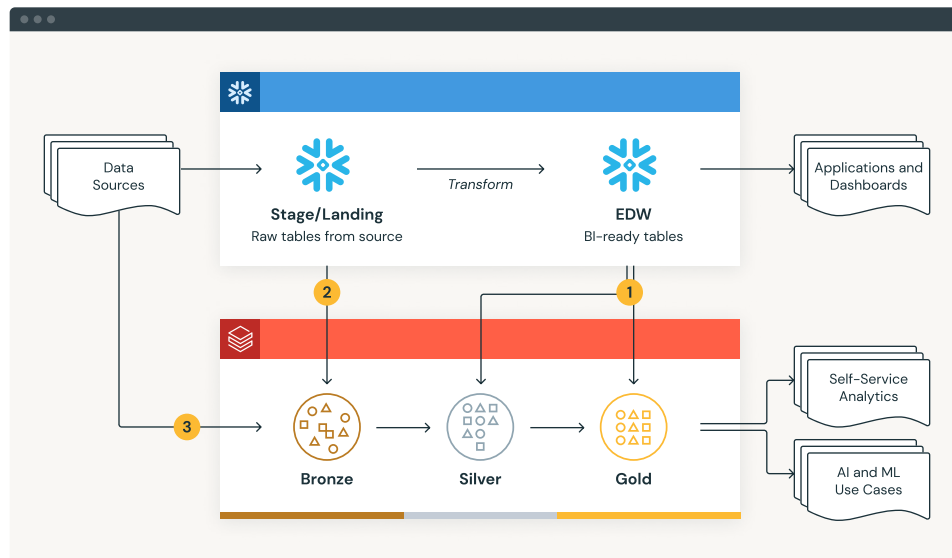 Data
Sources
Transform
Stage/Landing
Raw tables from source
EDW
BI-ready tables
Applications and
Dashboards
2
1
3
Bronze
Silver
Gold
Self-Service
Analytics
AI and ML
Use Cases